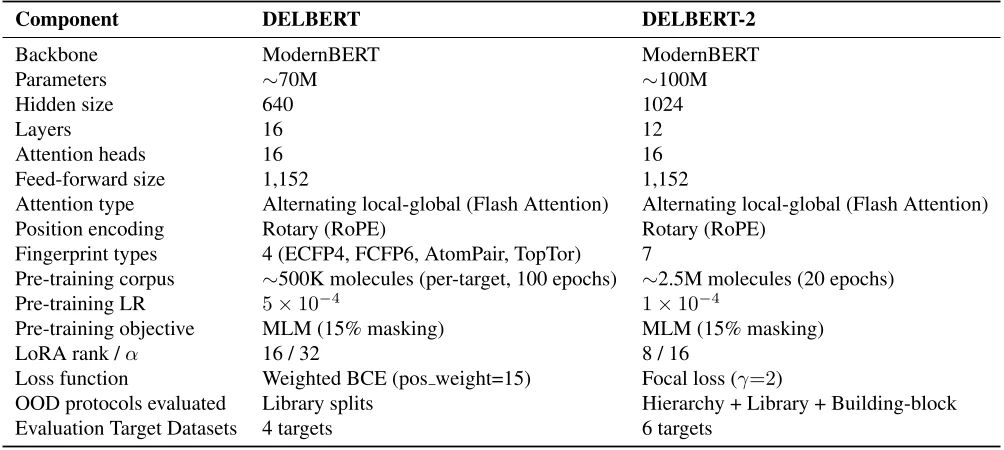 Component DELBERT DELBERT-2
Backbone ModernBERT ModernBERT
Parameters ∼70M ∼100M
Hidden size 640 1024
Layers 16 12
Attention heads 16 16
Feed-forward size 1,152 1,152
Attention type Alternating local-global (Flash Attention) Alternating local-global (Flash Attention)
Position encoding Rotary (RoPE) Rotary (RoPE)
Fingerprint types 4 (ECFP4, FCFP6, AtomPair, TopTor) 7
Pre-training corpus ∼500K molecules (per-target, 100 epochs) ∼2.5M molecules (20 epochs)
Pre-training LR 5 × 10⁻⁴ 1 × 10⁻⁴
Pre-training objective MLM (15% masking) MLM (15% masking)
LoRA rank / α 16 / 32 8 / 16
Loss function Weighted BCE (pos_weight=15) Focal loss (γ=2)
OOD protocols evaluated Library splits Hierarchy + Library + Building-block
Evaluation Target Datasets 4 targets 6 targets